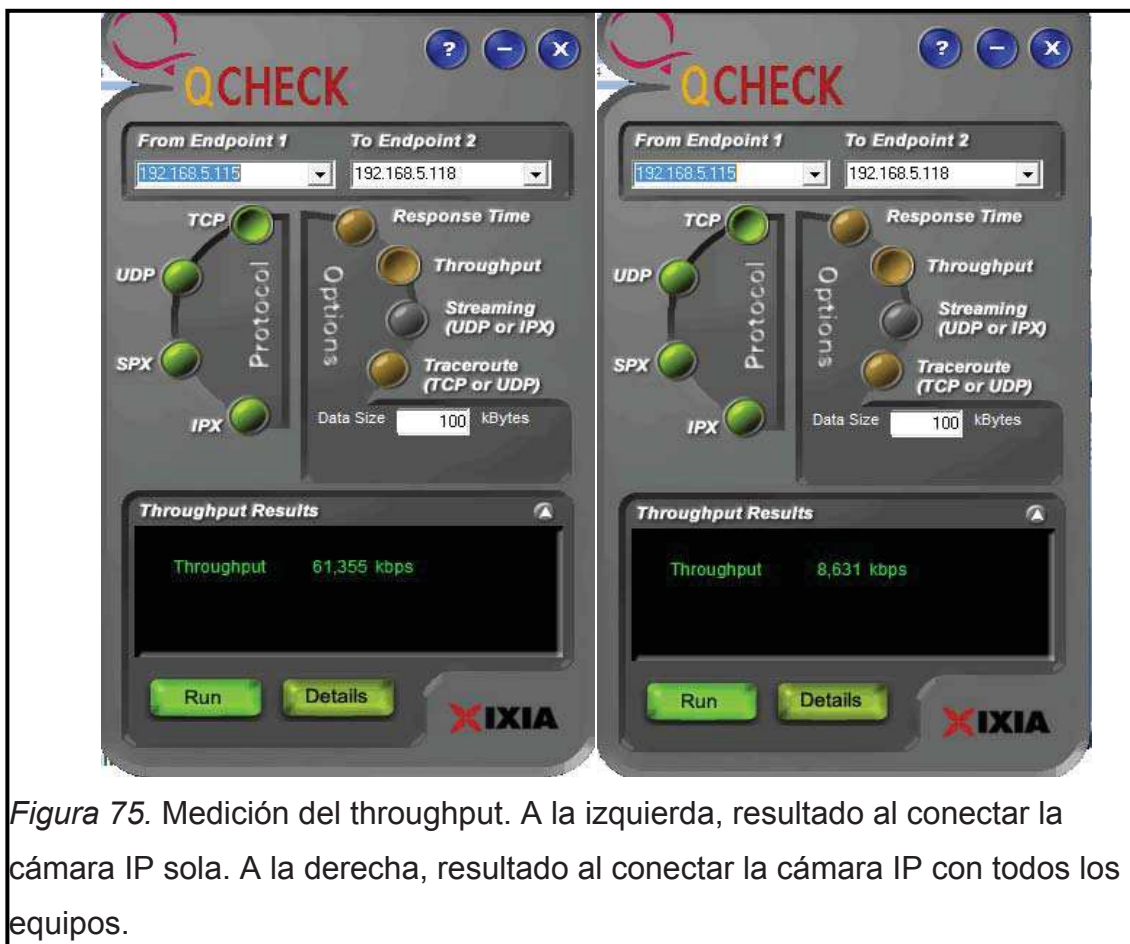 ? – X
QCHECK
From Endpoint 1 To Endpoint 2
192.168.5.115 192.168.5.118
TCP
UDP
SPX
IPX
Protocol
Options
Response Time
Throughput
Streaming
(UDP or IPX)
Traceroute
(TCP or UDP)
Data Size 100 kBytes
Throughput Results
Throughput 61,355 kbps
Run Details
IXIA
? – X
QCHECK
From Endpoint 1 To Endpoint 2
192.168.5.115 192.168.5.118
TCP
UDP
SPX
IPX
Protocol
Options
Response Time
Throughput
Streaming
(UDP or IPX)
Traceroute
(TCP or UDP)
Data Size 100 kBytes
Throughput Results
Throughput 8,631 kbps
Run Details
IXIA
Figura 75. Medición del throughput. A la izquierda, resultado al conectar la
cámara IP sola. A la derecha, resultado al conectar la cámara IP con todos los
equipos.